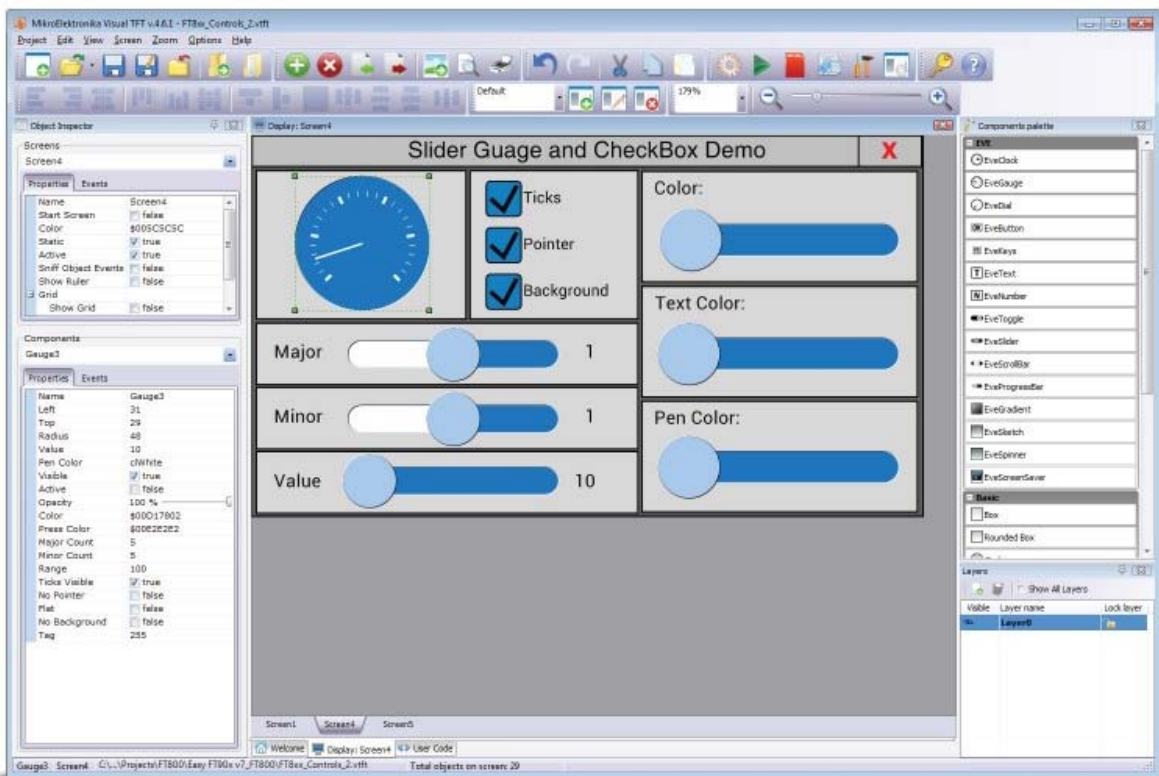 MikroElektronika Visual TFT v.4.6.1 - FT8xx_Controls_2.vtft
Project Edit View Screen Zoom Options Help
Default
179%
Object Inspector
Screens
Screen4
Properties Events
Name Screen4
Start Screen false
Color $005C5C5C
Static true
Active true
Sniff Object Events false
Show Ruler false
Grid
Show Grid false
Components
Gauge3
Properties Events
Name Gauge3
Left 31
Top 29
Radius 48
Value 10
Pen Color clWhite
Visible true
Active false
Opacity 100 %
Color $00D17802
Press Color $00E2E2E2
Major Count 5
Minor Count 5
Range 100
Ticks Visible true
No Pointer false
Flat false
No Background false
Tag 255
Display: Screen4
Slider Guage and CheckBox Demo X
Ticks
Pointer
Background
Major 1
Minor 1
Value 10
Color:
Text Color:
Pen Color:
Screen1 Screen4 Screen5
Welcome Display: Screen4 User Code
Components palette
EVE
EveClock
EveGauge
EveDial
EveButton
EveKeys
EveText
EveNumber
EveToggle
EveSlider
EveScrollBar
EveProgressBar
EveGradient
EveSketch
EveSpinner
EveScreenSaver
Basic
Box
Rounded Box
Layers
Show All Layers
Visible Layer name Lock layer
Layer0
Gauge3 Screen4 C:\...\Projects\FT800\Easy FT90x v7_FT800\FT8xx_Controls_2.vtft Total objects on screen: 29